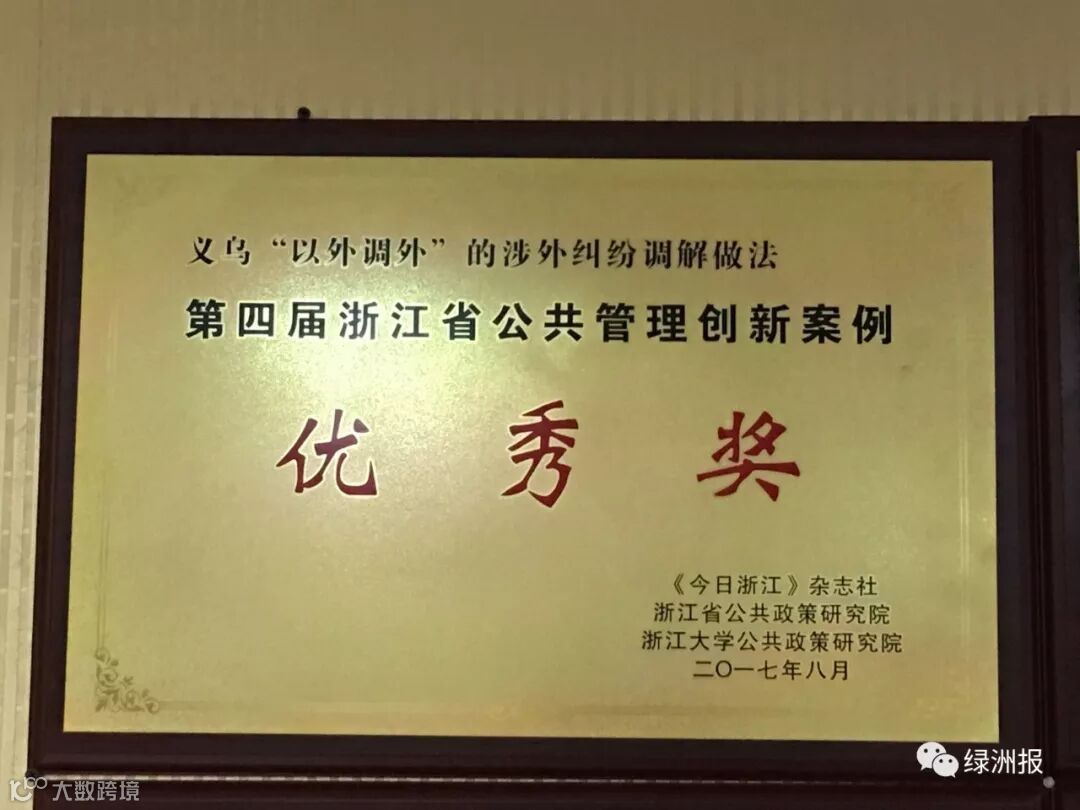 义乌“以外调外”的涉外纠纷调解做法
第四届浙江省公共管理创新案例
优秀奖
《今日浙江》杂志社
浙江省公共政策研究院
浙江大学公共政策研究院
二〇一七年八月
绿洲报
10100 大数跨境